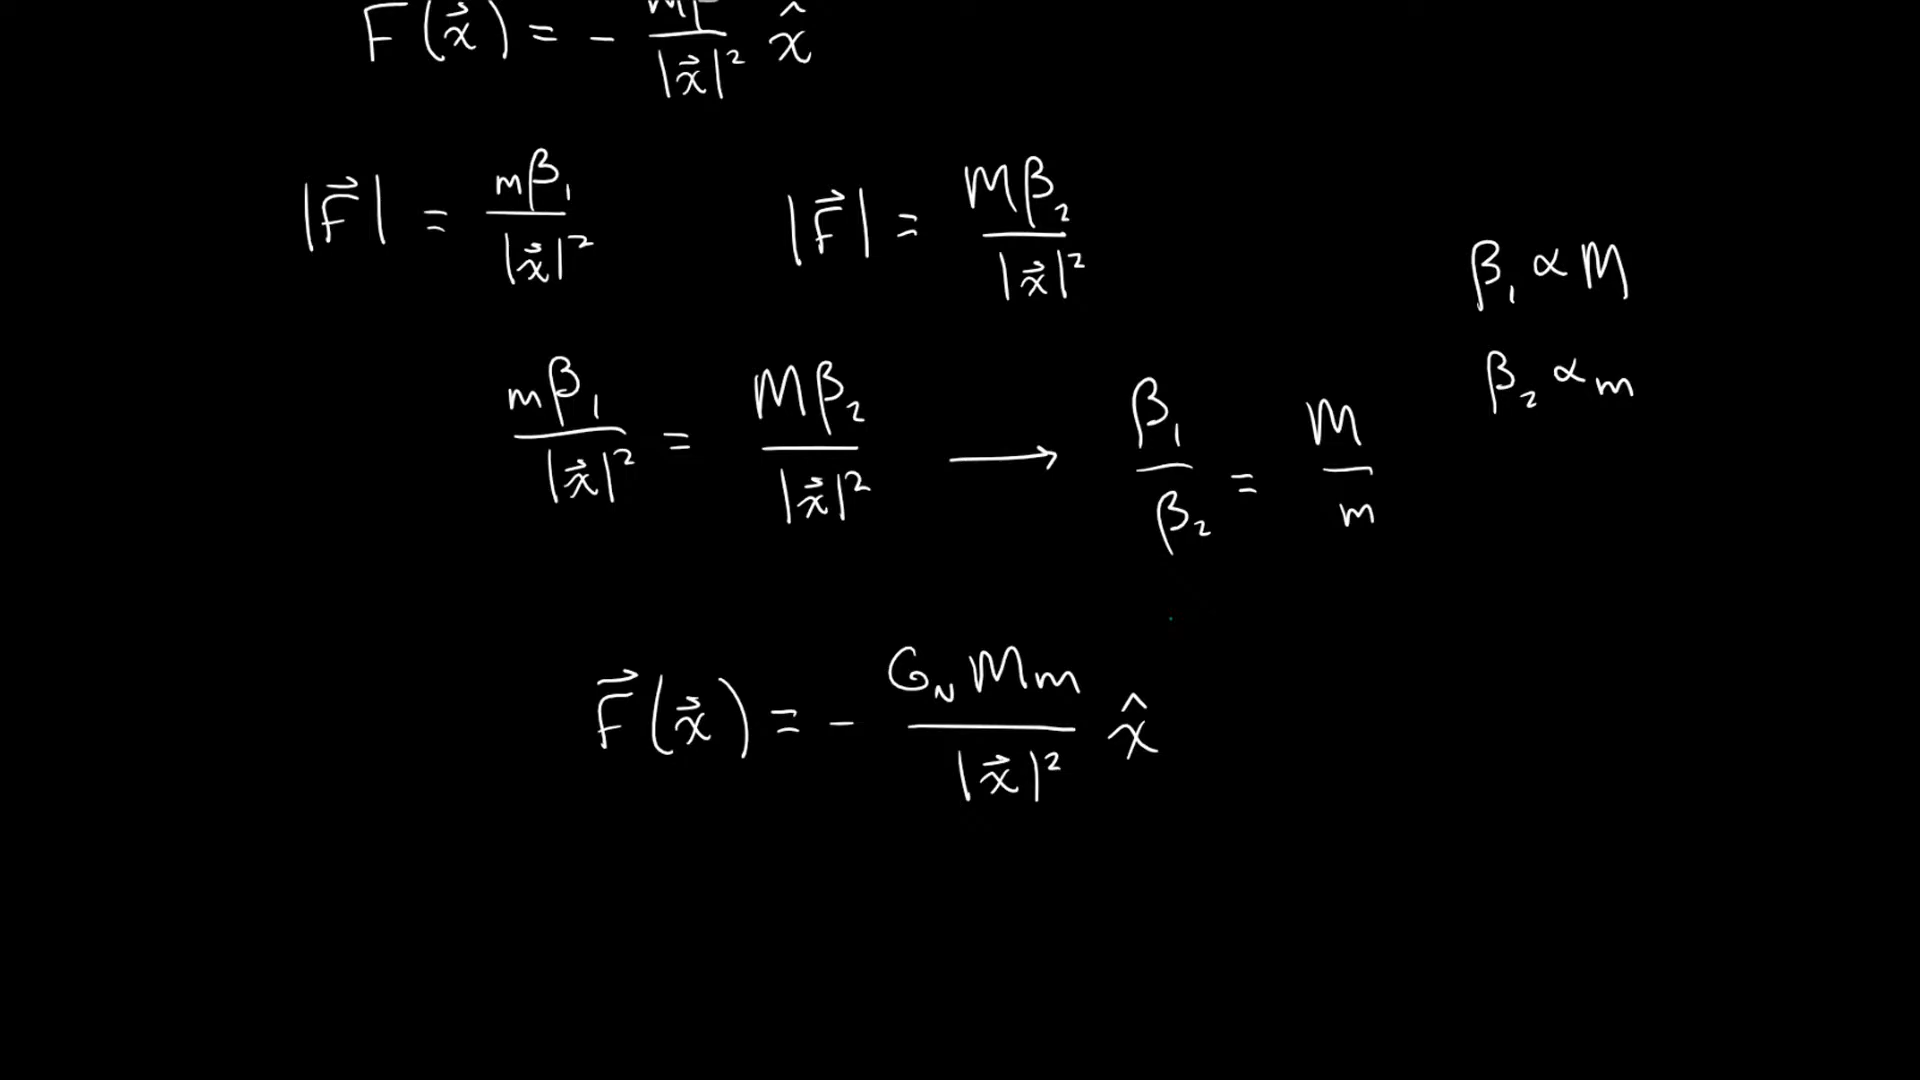 F(x⃗) = - mβ/|x⃗|² x̂
|F⃗| = mβ₁/|x⃗|² |F⃗| = Mβ₂/|x⃗|²
β₁ ∝ M
mβ₁/|x⃗|² = Mβ₂/|x⃗|² ⟶ β₁/β₂ = M/m
β₂ ∝ m
F⃗(x⃗) = - G_N Mm/|x⃗|² x̂